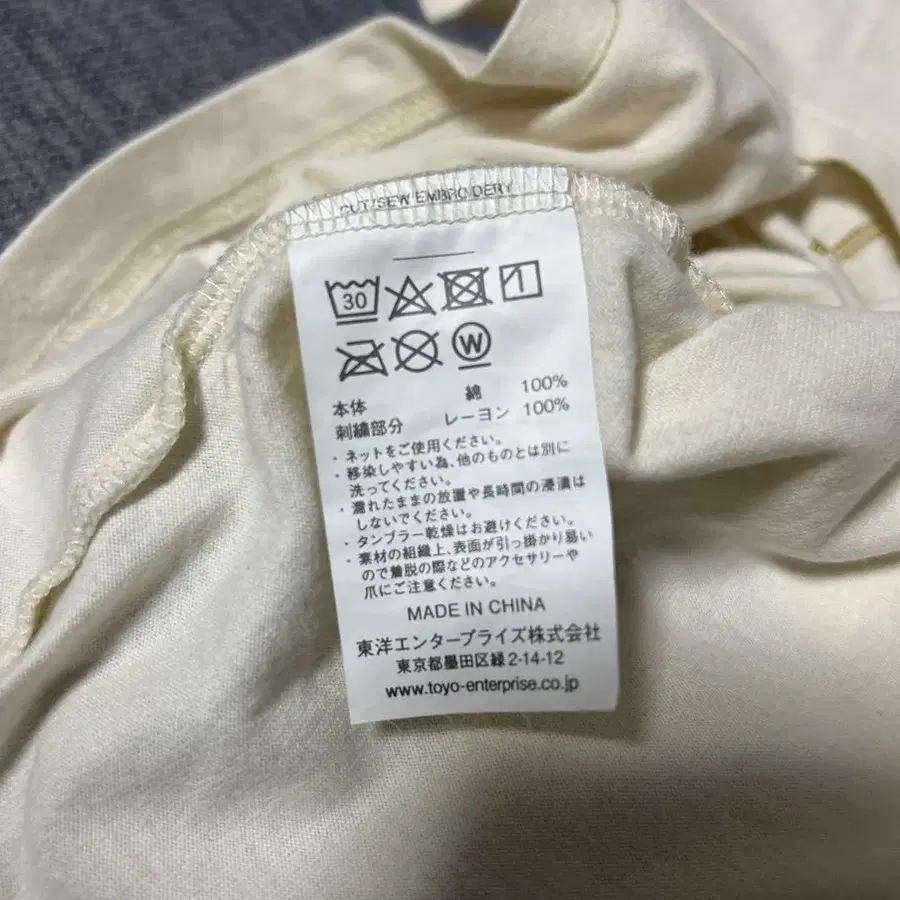 CUT/SEW EMBROIDERY
30
W
本体 綿 100%
刺繍部分 レーヨン 100%
・ネットをご使用ください。
・移染しやすい為、他のものとは別に
洗ってください。
・濡れたままの放置や長時間の浸漬は
しないでください。
・タンブラー乾燥はお避けください。
・素材の組織上、表面が引っ掛かり易い
ので着脱の際などのアクセサリーや
爪にご注意ください。
MADE IN CHINA
東洋エンタープライズ株式会社
東京都墨田区緑2-14-12
www.toyo-enterprise.co.jp